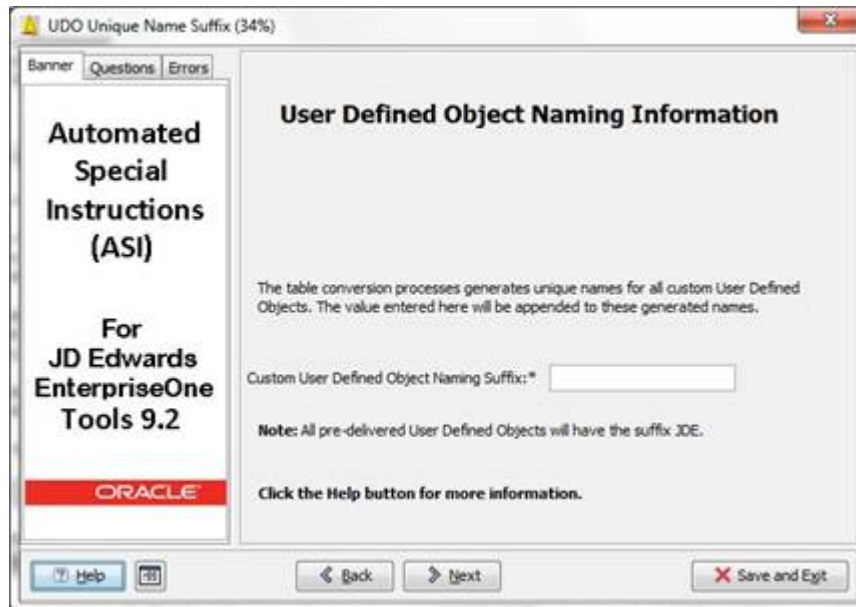 UDO Unique Name Suffix (34%)
Banner Questions Errors
Automated
Special
Instructions
(ASI)
For
JD Edwards
EnterpriseOne
Tools 9.2
ORACLE
User Defined Object Naming Information
The table conversion processes generates unique names for all custom User Defined
Objects. The value entered here will be appended to these generated names.
Custom User Defined Object Naming Suffix:*
Note: All pre-delivered User Defined Objects will have the suffix JDE.
Click the Help button for more information.
Help Back Next Save and Exit